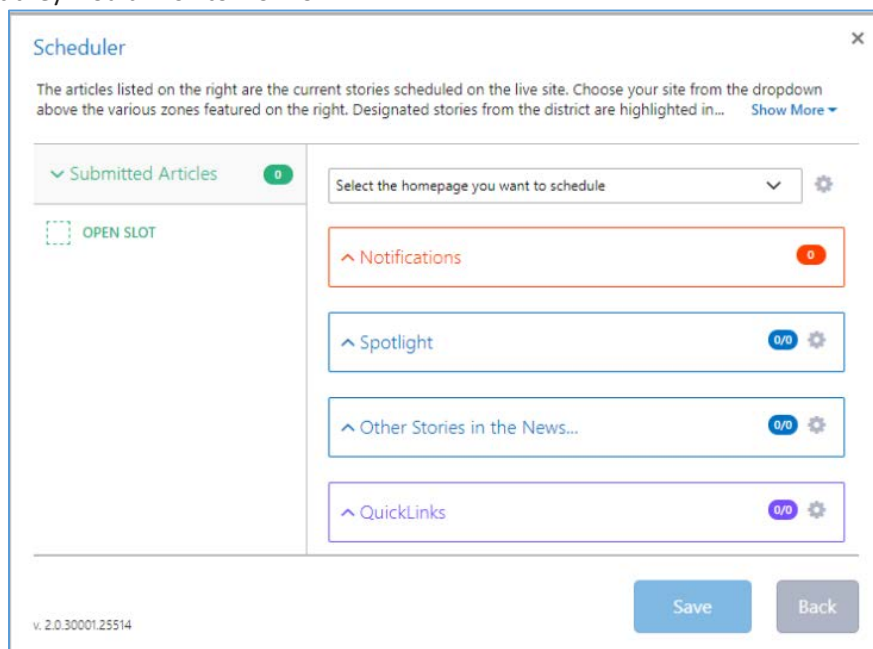 Scheduler
The articles listed on the right are the current stories scheduled on the live site. Choose your site from the dropdown
above the various zones featured on the right. Designated stories from the district are highlighted in... Show More
Submitted Articles 0
OPEN SLOT
Select the homepage you want to schedule
Notifications 0
Spotlight 0/0
Other Stories in the News... 0/0
QuickLinks 0/0
Save Back
v. 2.0.30001.25514